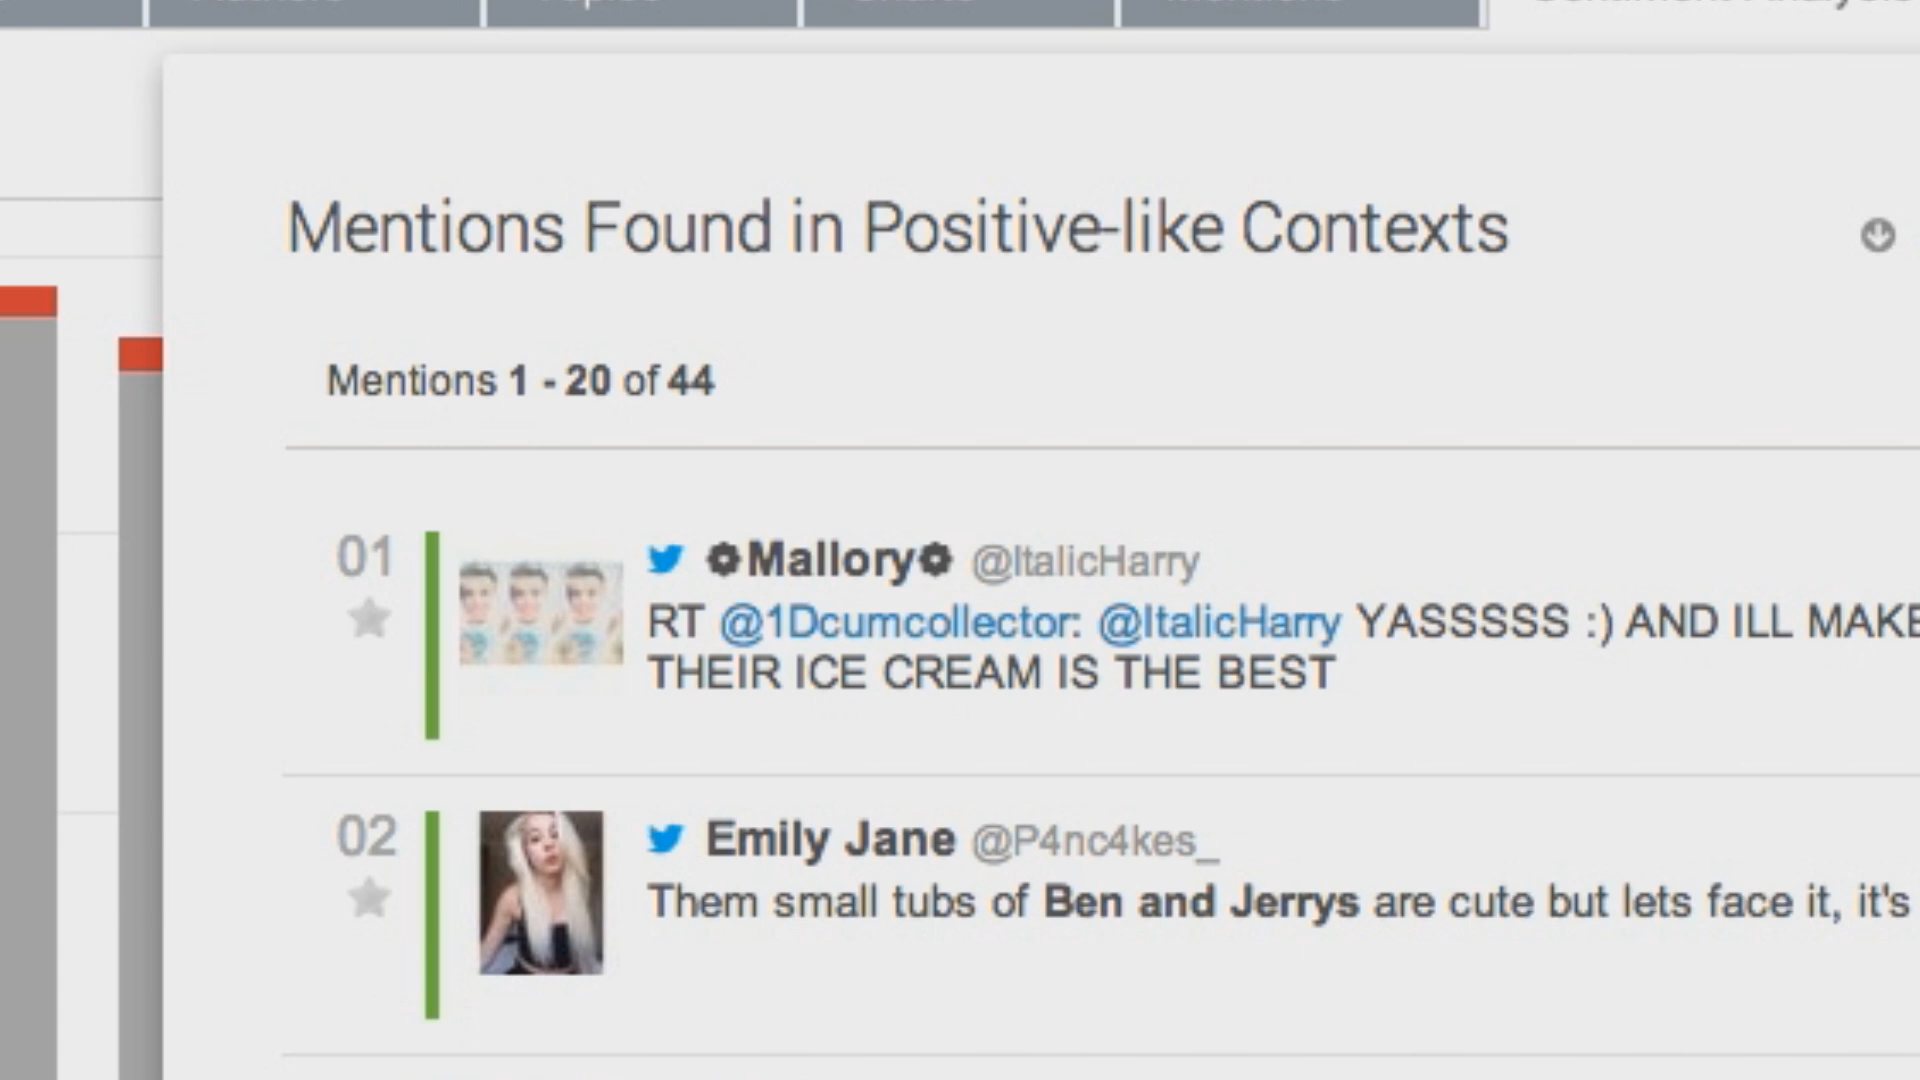 Mentions Found in Positive-like Contexts
Mentions 1 - 20 of 44
01
✿Mallory✿ @ItalicHarry
RT @1Dcumcollector: @ItalicHarry YASSSSS :) AND ILL MAKE
THEIR ICE CREAM IS THE BEST
02
Emily Jane @P4nc4kes_
Them small tubs of Ben and Jerrys are cute but lets face it, it's